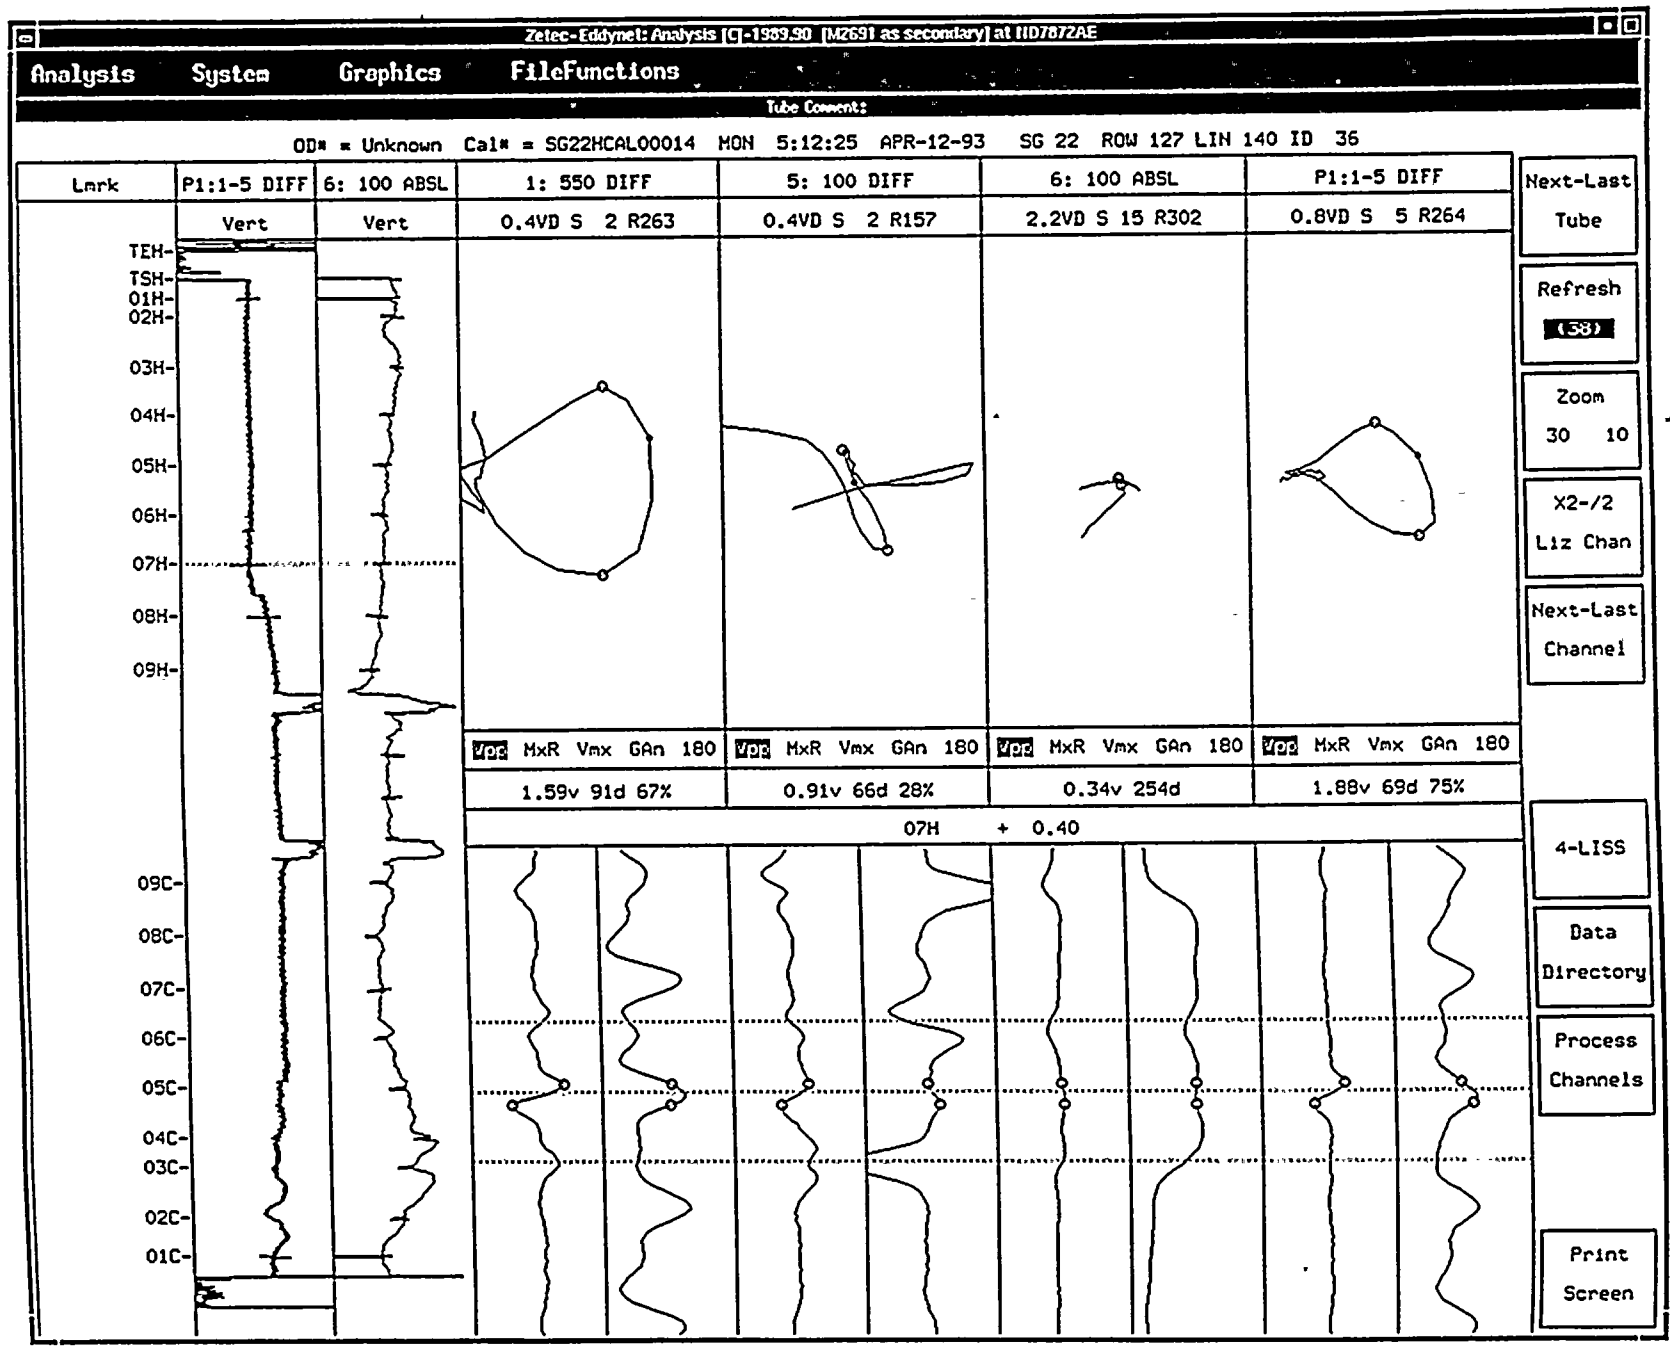 Zetec-Eddynet: Analysis [C]-1989,90 [M2691 as secondary] at ND7872AE
Analysis System Graphics FileFunctions
Tube Comment:
OD* = Unknown Cal* = SG22HCAL00014 MON 5:12:25 APR-12-93 SG 22 ROW 127 LIN 140 ID 36
Lmrk P1:1-5 DIFF 6: 100 ABSL 1: 550 DIFF 5: 100 DIFF 6: 100 ABSL P1:1-5 DIFF
Vert Vert 0.4VD S 2 R263 0.4VD S 2 R157 2.2VD S 15 R302 0.8VD S 5 R264
TEH-
TSH-
01H-
02H-
03H-
04H-
05H-
06H-
07H-
08H-
09H-
Vpp MxR Vmx GAn 180 Vpp MxR Vmx GAn 180 Vpp MxR Vmx GAn 180 Vpp MxR Vmx GAn 180
1.59v 91d 67% 0.91v 66d 28% 0.34v 254d 1.88v 69d 75%
07H + 0.40
09C-
08C-
07C-
06C-
05C-
04C-
03C-
02C-
01C-
Next-Last
Tube
Refresh
(38)
Zoom
30 10
X2-/2
Liz Chan
Next-Last
Channel
4-LISS
Data
Directory
Process
Channels
Print
Screen